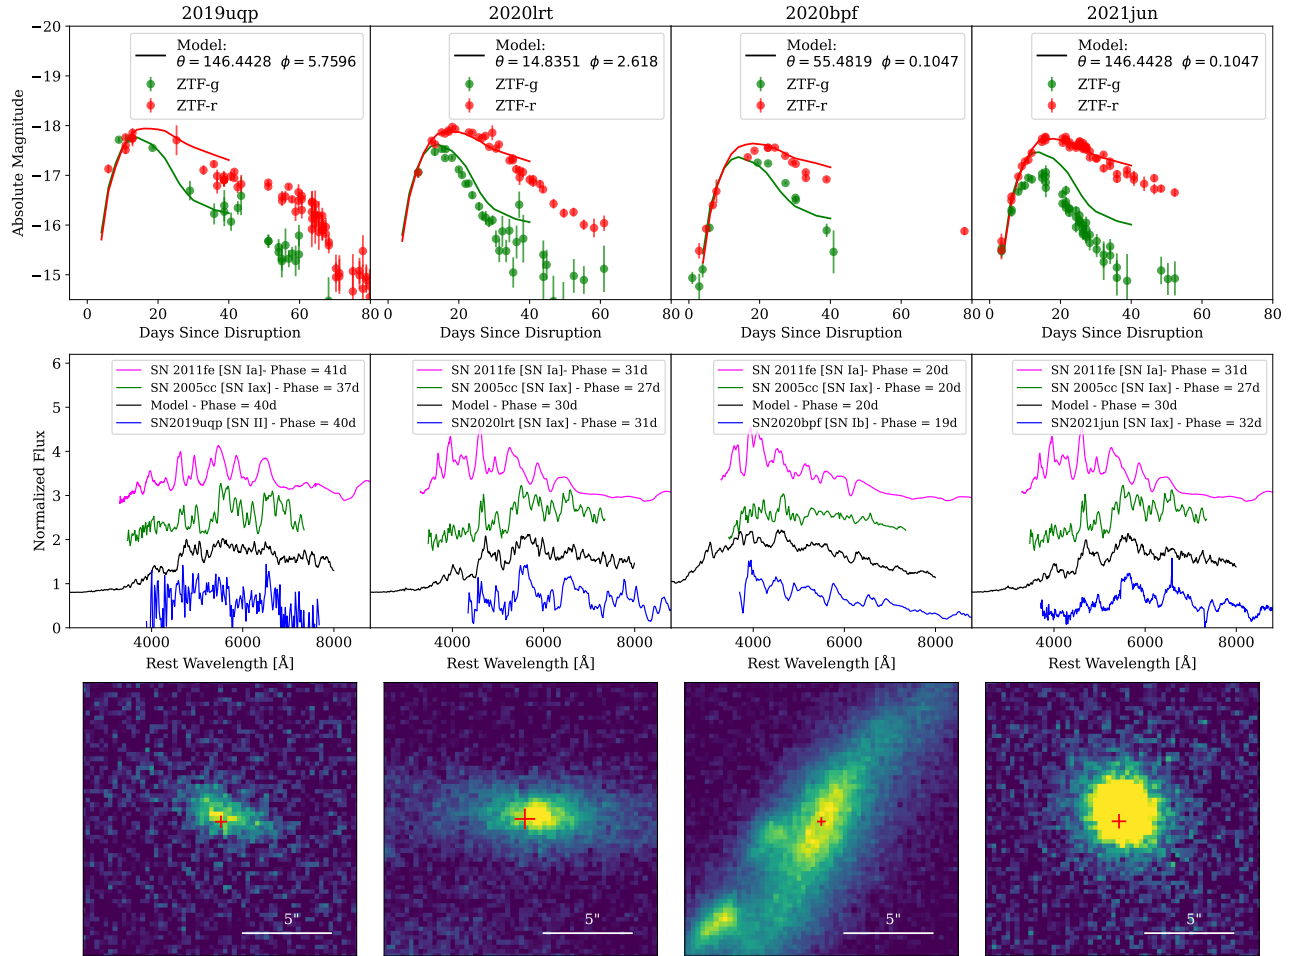 2019uqp 2020lrt 2020bpf 2021jun
Absolute Magnitude
−20
−19
−18
−17
−16
−15
Model:
θ = 146.4428 ϕ = 5.7596
ZTF-g
ZTF-r
Model:
θ = 14.8351 ϕ = 2.618
ZTF-g
ZTF-r
Model:
θ = 55.4819 ϕ = 0.1047
ZTF-g
ZTF-r
Model:
θ = 146.4428 ϕ = 0.1047
ZTF-g
ZTF-r
0 20 40 60 80 0 20 40 60 80 0 20 40 60 80 0 20 40 60 80
Days Since Disruption Days Since Disruption Days Since Disruption Days Since Disruption
Normalized Flux
6
5
4
3
2
1
0
SN 2011fe [SN Ia]- Phase = 41d
SN 2005cc [SN Iax] - Phase = 37d
Model - Phase = 40d
SN2019uqp [SN II] - Phase = 40d
SN 2011fe [SN Ia]- Phase = 31d
SN 2005cc [SN Iax] - Phase = 27d
Model - Phase = 30d
SN2020lrt [SN Iax] - Phase = 31d
SN 2011fe [SN Ia]- Phase = 20d
SN 2005cc [SN Iax] - Phase = 20d
Model - Phase = 20d
SN2020bpf [SN Ib] - Phase = 19d
SN 2011fe [SN Ia]- Phase = 31d
SN 2005cc [SN Iax] - Phase = 27d
Model - Phase = 30d
SN2021jun [SN Iax] - Phase = 32d
4000 6000 8000 4000 6000 8000 4000 6000 8000 4000 6000 8000
Rest Wavelength [Å] Rest Wavelength [Å] Rest Wavelength [Å] Rest Wavelength [Å]
5" 5" 5" 5"